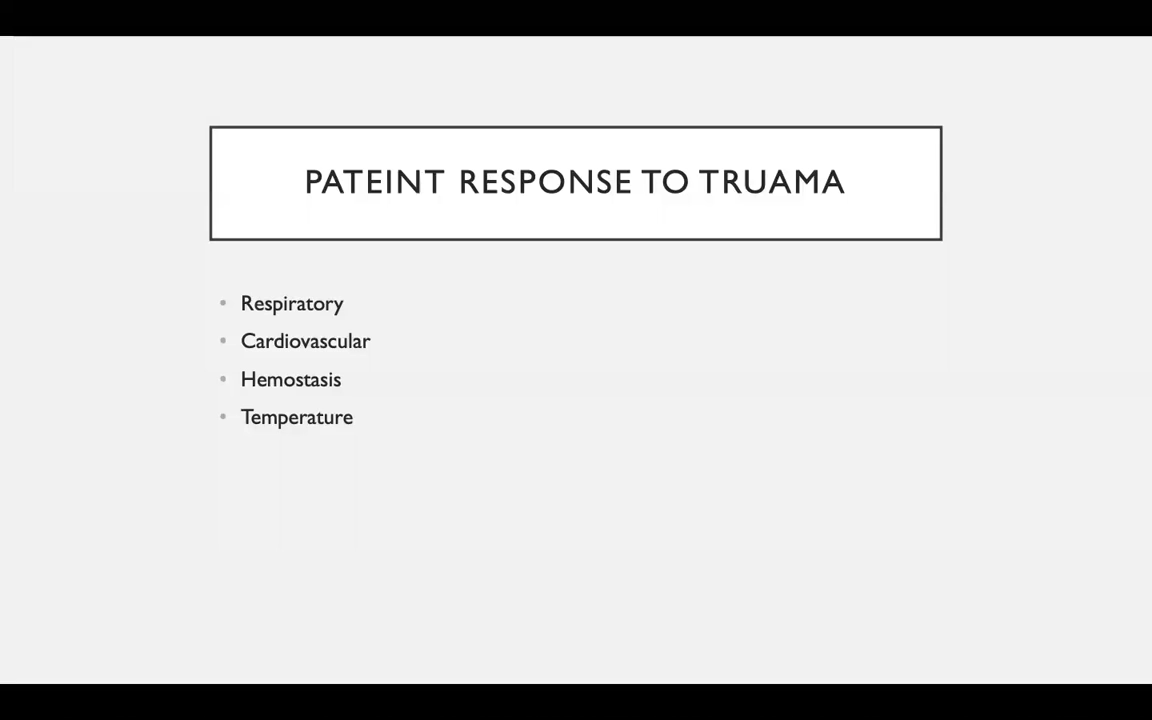 PATEINT RESPONSE TO TRUAMA
Respiratory
Cardiovascular
Hemostasis
Temperature